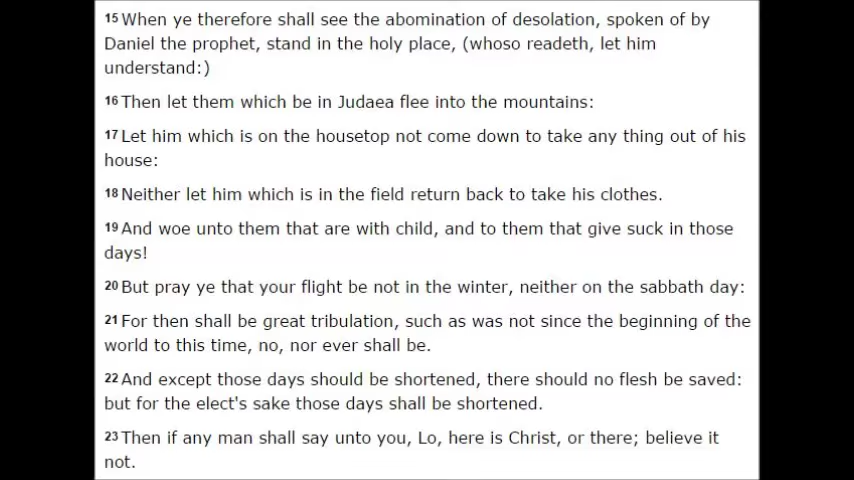 15 When ye therefore shall see the abomination of desolation, spoken of by
Daniel the prophet, stand in the holy place, (whoso readeth, let him
understand:)
16 Then let them which be in Judaea flee into the mountains:
17 Let him which is on the housetop not come down to take any thing out of his
house:
18 Neither let him which is in the field return back to take his clothes.
19 And woe unto them that are with child, and to them that give suck in those
days!
20 But pray ye that your flight be not in the winter, neither on the sabbath day:
21 For then shall be great tribulation, such as was not since the beginning of the
world to this time, no, nor ever shall be.
22 And except those days should be shortened, there should no flesh be saved:
but for the elect's sake those days shall be shortened.
23 Then if any man shall say unto you, Lo, here is Christ, or there; believe it
not.